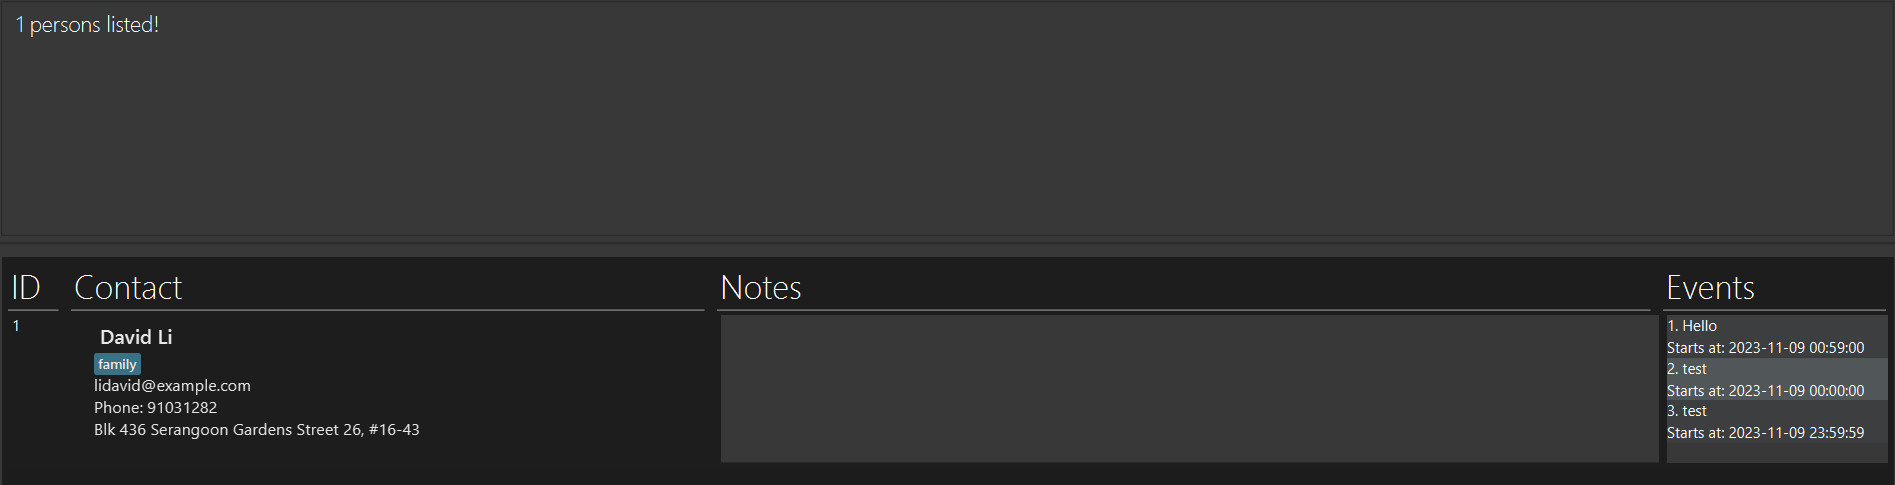 1 persons listed!
ID Contact Notes Events
1
David Li
family
lidavid@example.com
Phone: 91031282
Blk 436 Serangoon Gardens Street 26, #16-43
1. Hello
Starts at: 2023-11-09 00:59:00
2. test
Starts at: 2023-11-09 00:00:00
3. test
Starts at: 2023-11-09 23:59:59